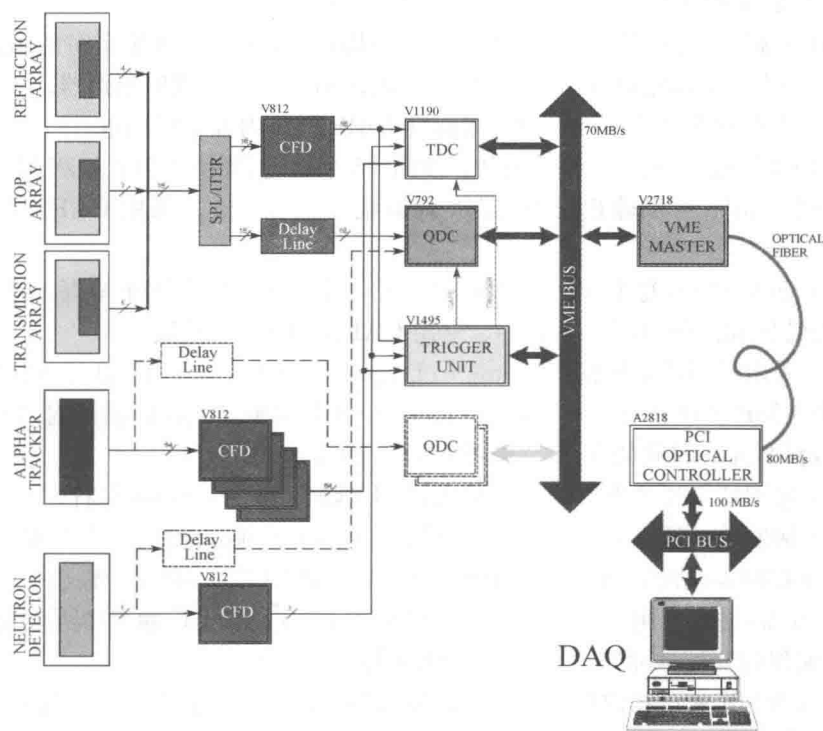 REFLECTION
ARRAY
TOP
ARRAY
TRANSMISSION
ARRAY
ALPHA
TRACKER
NEUTRON
DETECTOR
SPL/ITER
V812
CFD
Delay
Line
Delay
Line
V812
CFD
Delay
Line
V812
CFD
V1190
TDC
V792
QDC
V1495
TRIGGER
UNIT
QDC
70MB/s
VME BUS
V2718
VME
MASTER
OPTICAL
FIBER
A2818
PCI
OPTICAL
CONTROLLER
80MB/s
100 MB/s
PCI BUS
DAQ